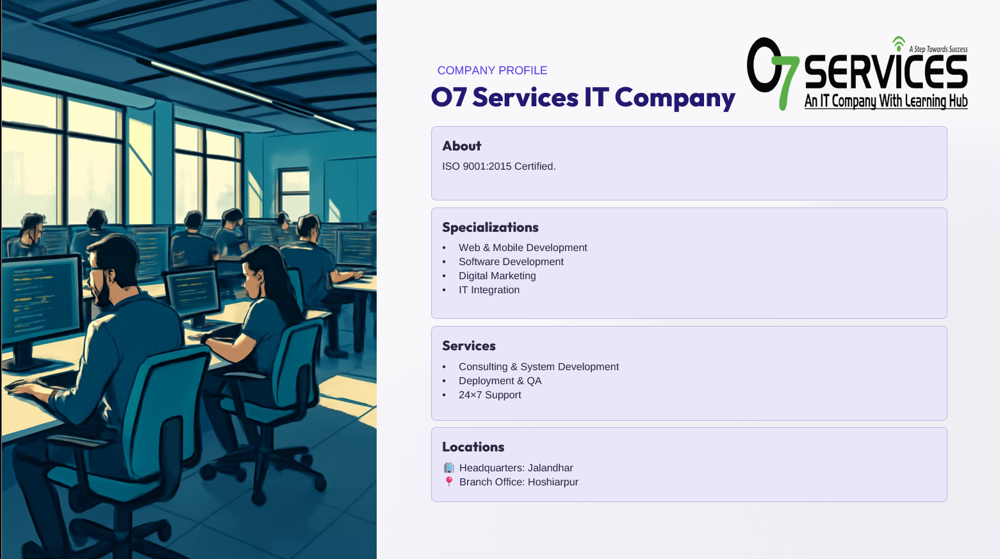 COMPANY PROFILE
O7 Services IT Company
A Step Towards Success
O7 SERVICES
An IT Company With Learning Hub
About
ISO 9001:2015 Certified.
Specializations
• Web & Mobile Development
• Software Development
• Digital Marketing
• IT Integration
Services
• Consulting & System Development
• Deployment & QA
• 24×7 Support
Locations
🏢 Headquarters: Jalandhar
📍 Branch Office: Hoshiarpur